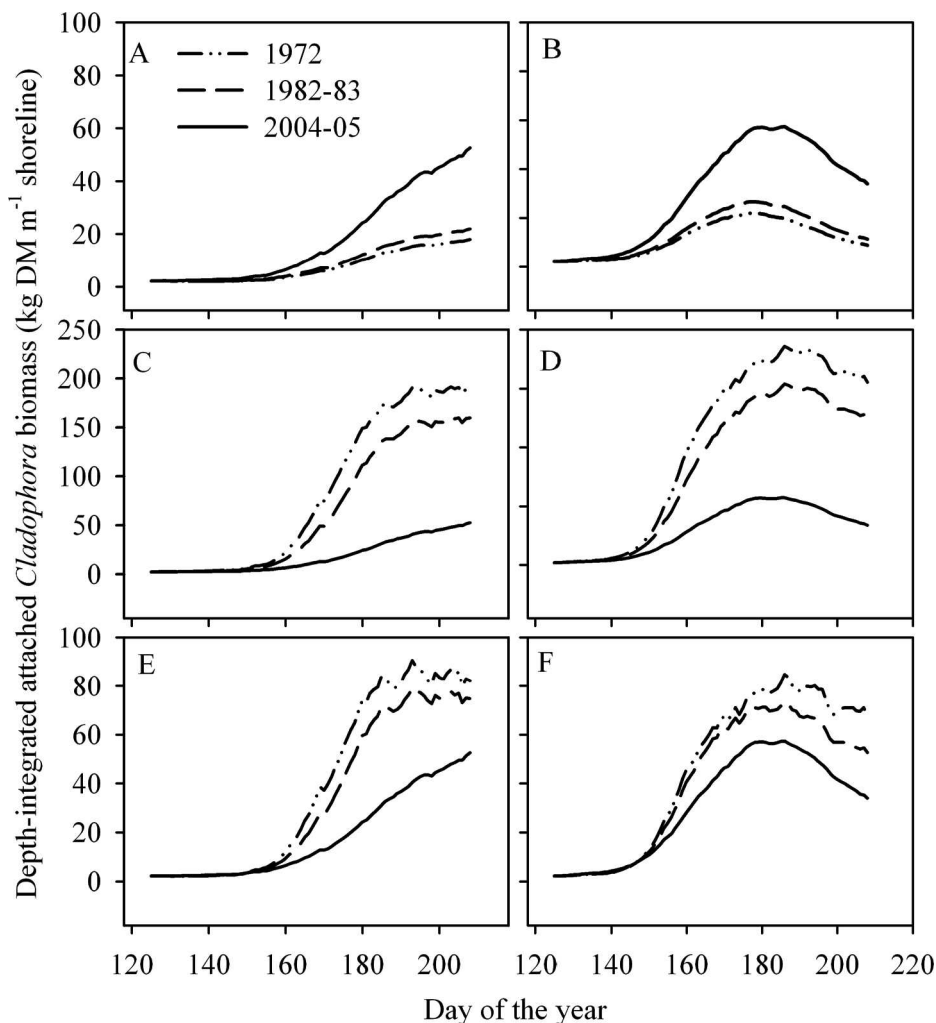 Depth-integrated attached Cladophora biomass (kg DM m-1 shoreline)
A
B
1972
1982-83
2004-05
100
80
60
40
20
0
C
D
250
200
150
100
50
0
E
F
100
80
60
40
20
0
120 140 160 180 200 120 140 160 180 200 220
Day of the year